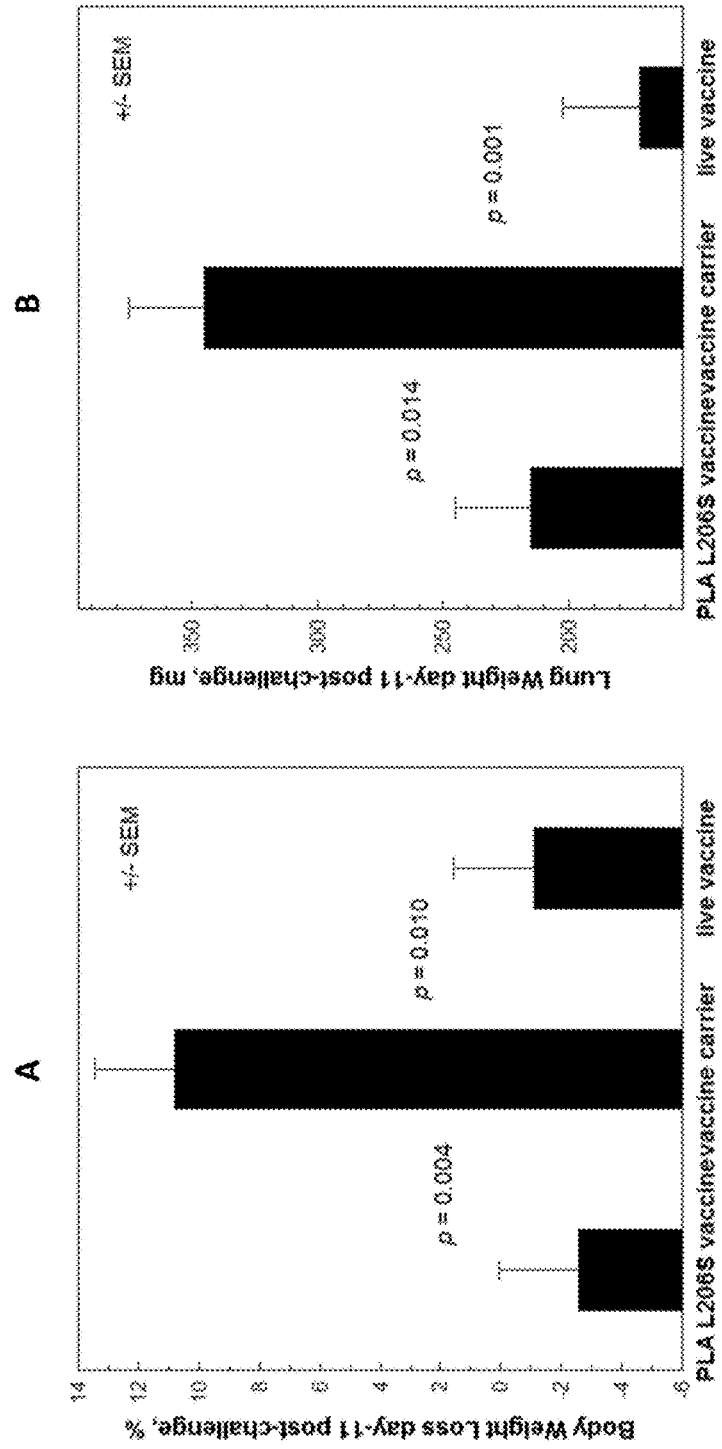 A
+/- SEM
14
12
10
8
6
4
2
0
-2
-4
-6
Body Weight Loss day-11 post-challenge, %
p = 0.004
p = 0.010
PLA L206S vaccine vaccine carrier live vaccine
B
+/- SEM
350
300
250
200
Lung Weight day-11 post-challenge, mg
p = 0.014
p = 0.001
PLA L206S vaccine vaccine carrier live vaccine